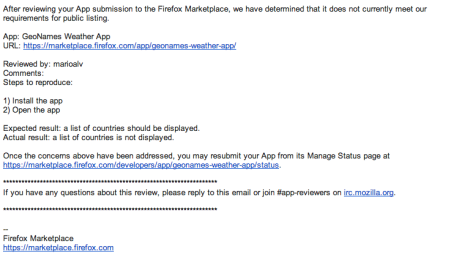 After reviewing your App submission to the Firefox Marketplace, we have determined that it does not currently meet our
requirements for public listing.
App: GeoNames Weather App
URL: https://marketplace.firefox.com/app/geonames-weather-app/
Reviewed by: marioalv
Comments:
Steps to reproduce:
1) Install the app
2) Open the app
Expected result: a list of countries should be displayed.
Actual result: a list of countries is not displayed.
Once the concerns above have been addressed, you may resubmit your App from its Manage Status page at
https://marketplace.firefox.com/developers/app/geonames-weather-app/status.
**********************************************************************
If you have any questions about this review, please reply to this email or join #app-reviewers on irc.mozilla.org.
**********************************************************************
--
Firefox Marketplace
https://marketplace.firefox.com